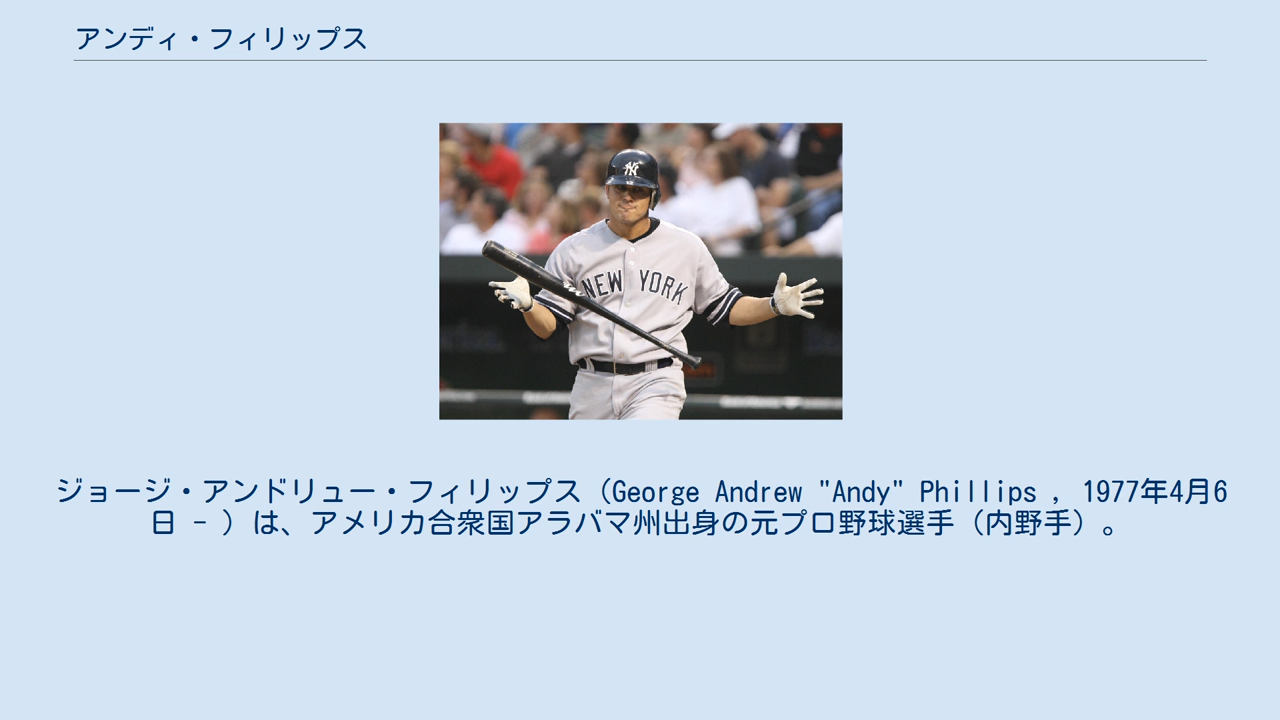 アンディ・フィリップス
NY
NEW YORK
ジョージ・アンドリュー・フィリップス（George Andrew "Andy" Phillips , 1977年4月6
日 - ）は、アメリカ合衆国アラバマ州出身の元プロ野球選手（内野手）。